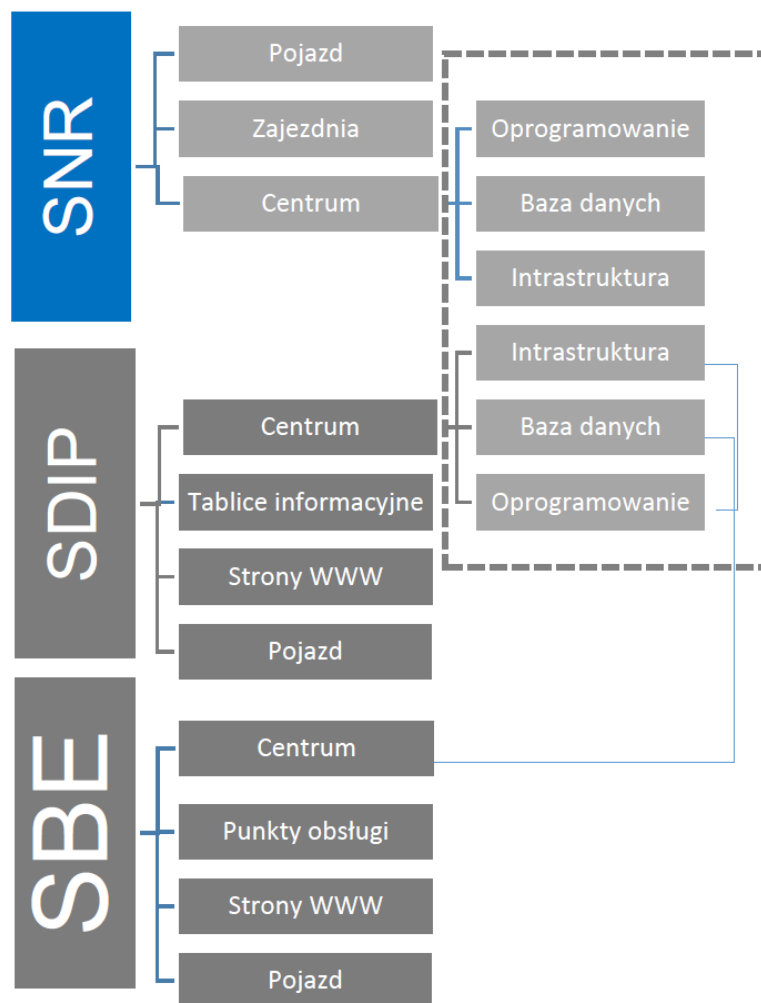 SNR
Pojazd
Zajezdnia
Centrum
Oprogramowanie
Baza danych
Intrastruktura
SDIP
Centrum
Tablice informacyjne
Strony WWW
Pojazd
Intrastruktura
Baza danych
Oprogramowanie
SBE
Centrum
Punkty obsługi
Strony WWW
Pojazd